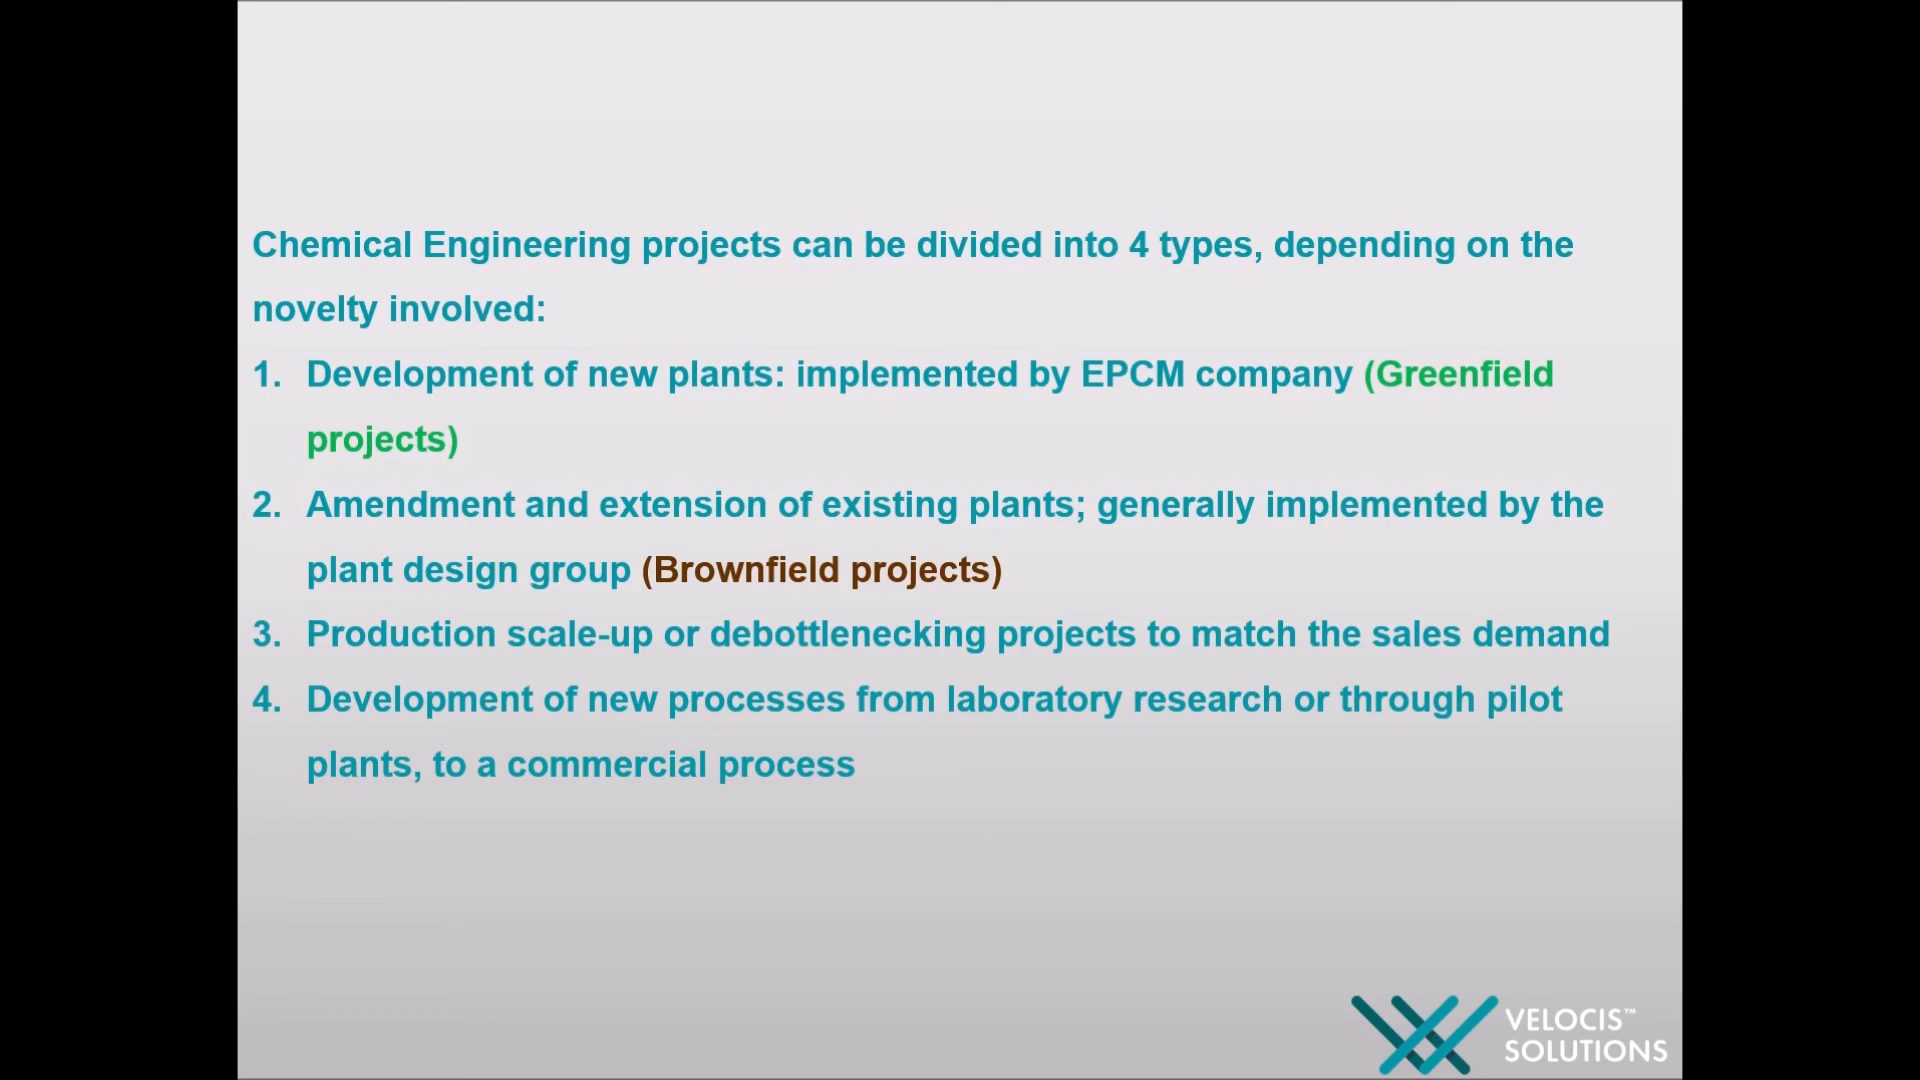 Chemical Engineering projects can be divided into 4 types, depending on the
novelty involved:
1. Development of new plants: implemented by EPCM company (Greenfield
projects)
2. Amendment and extension of existing plants; generally implemented by the
plant design group (Brownfield projects)
3. Production scale-up or debottlenecking projects to match the sales demand
4. Development of new processes from laboratory research or through pilot
plants, to a commercial process
VELOCIS™
SOLUTIONS